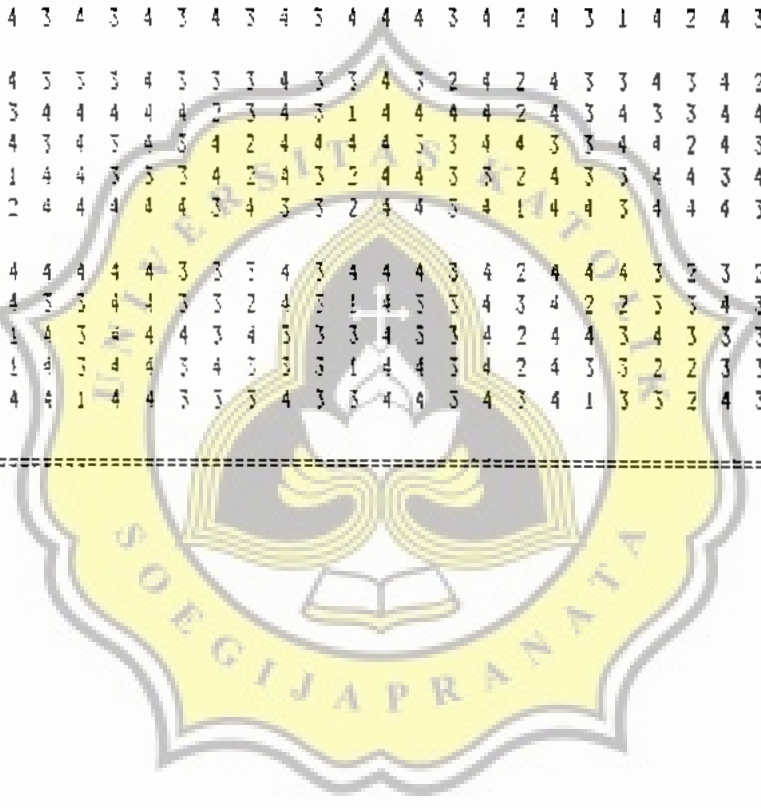 4 3 4 3 4 3 4 3 4 3 4 4 4 3 4 2 4 3 1 4 2 4 3
4 3 3 3 4 3 3 3 4 3 3 4 3 2 4 2 4 3 3 4 3 4 2
3 4 4 4 4 4 2 3 4 3 1 4 4 4 4 2 4 3 4 3 3 4 4
4 3 4 3 4 3 4 2 4 4 4 4 3 3 4 4 3 3 4 4 2 4 3
1 4 4 3 3 3 4 2 4 3 2 4 4 3 3 2 4 3 3 4 4 3 4
2 4 4 4 4 4 3 4 3 3 2 4 4 3 4 1 4 4 3 4 4 4 3
4 4 4 4 4 3 3 3 4 3 4 4 4 3 4 2 4 4 4 3 2 3 2
4 3 3 4 4 3 3 2 4 3 1 4 3 3 4 3 4 2 2 3 3 4 3
1 4 3 4 4 4 3 4 3 3 3 4 3 3 4 2 4 4 3 4 3 3 3
1 4 3 4 4 3 4 3 3 3 1 4 4 3 4 2 4 3 3 2 2 3 3
4 4 1 4 4 3 3 3 4 3 3 4 4 3 4 3 4 1 3 3 2 4 3
UNIVERSITAS KATOLIK
SOEGIJAPRANATA